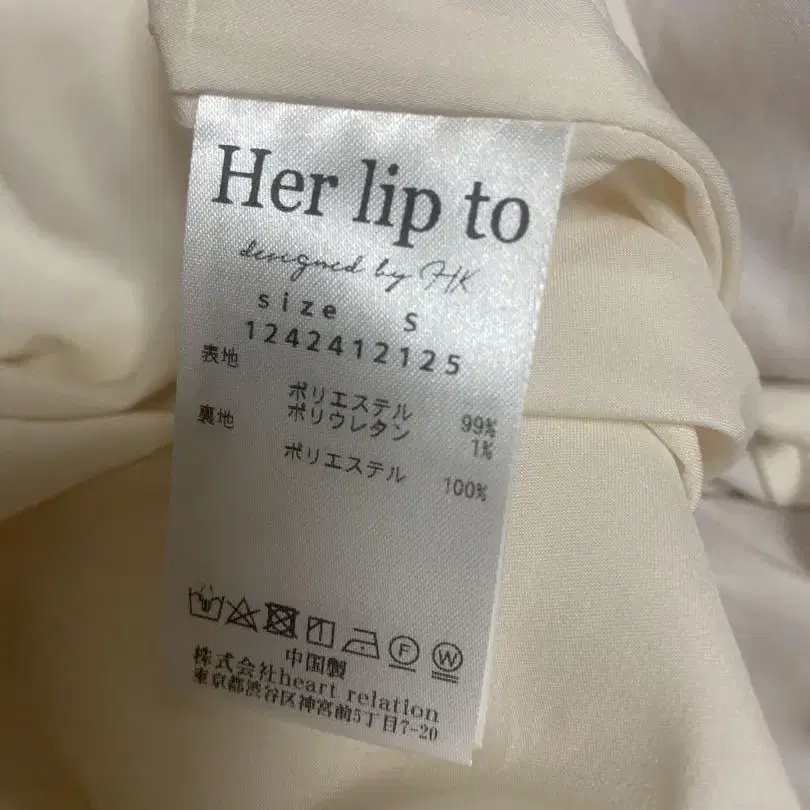 Her lip to
designed by HK
size S
1242412125
表地
ポリエステル 99%
ポリウレタン 1%
裏地
ポリエステル 100%
F W
中国製
株式会社heart relation
東京都渋谷区神宮前5丁目7-20